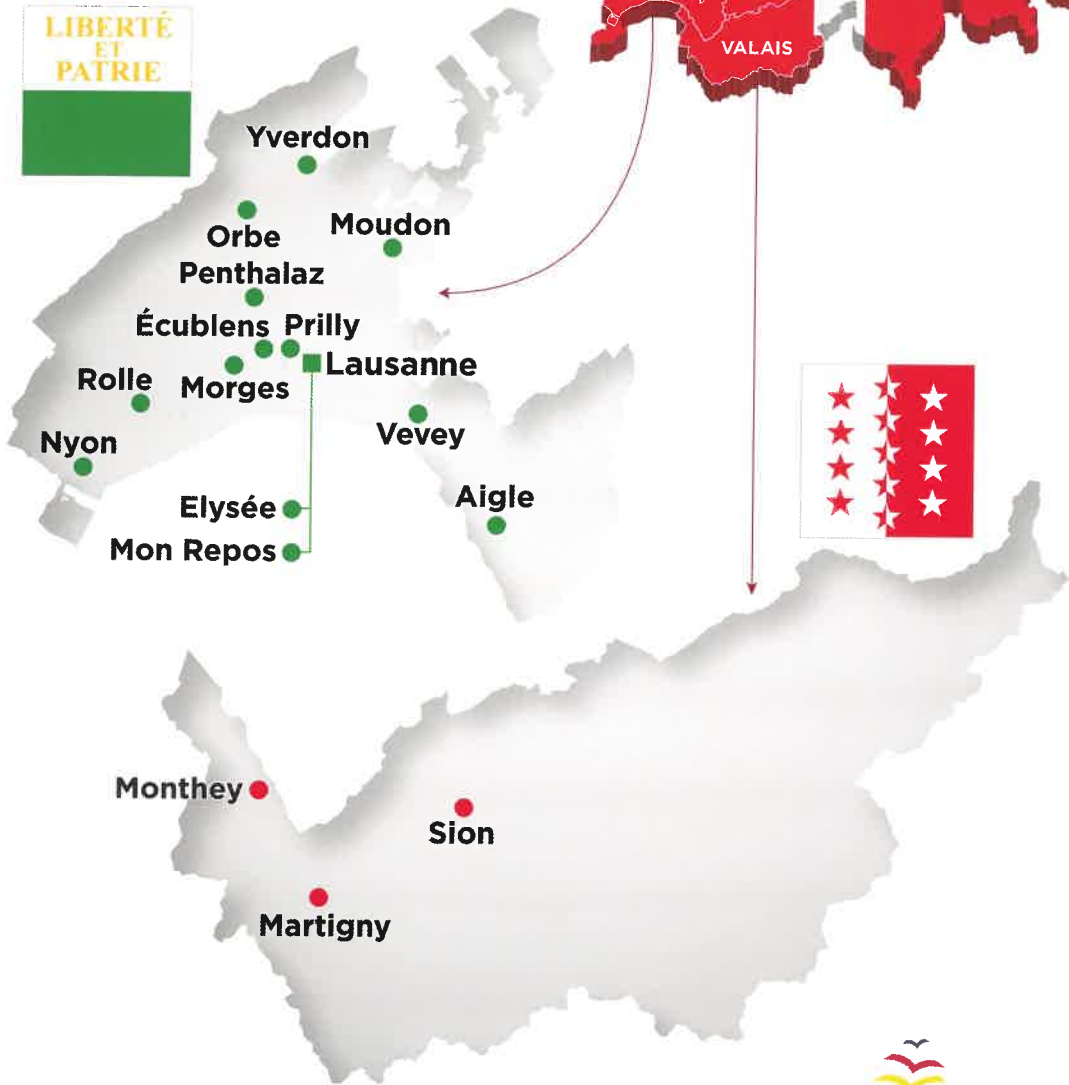 LIBERTÉ
ET
PATRIE
VALAIS
Yverdon
Orbe
Moudon
Penthalaz
Écublens
Prilly
Lausanne
Rolle
Morges
Nyon
Vevey
Elysée
Aigle
Mon Repos
Monthey
Sion
Martigny